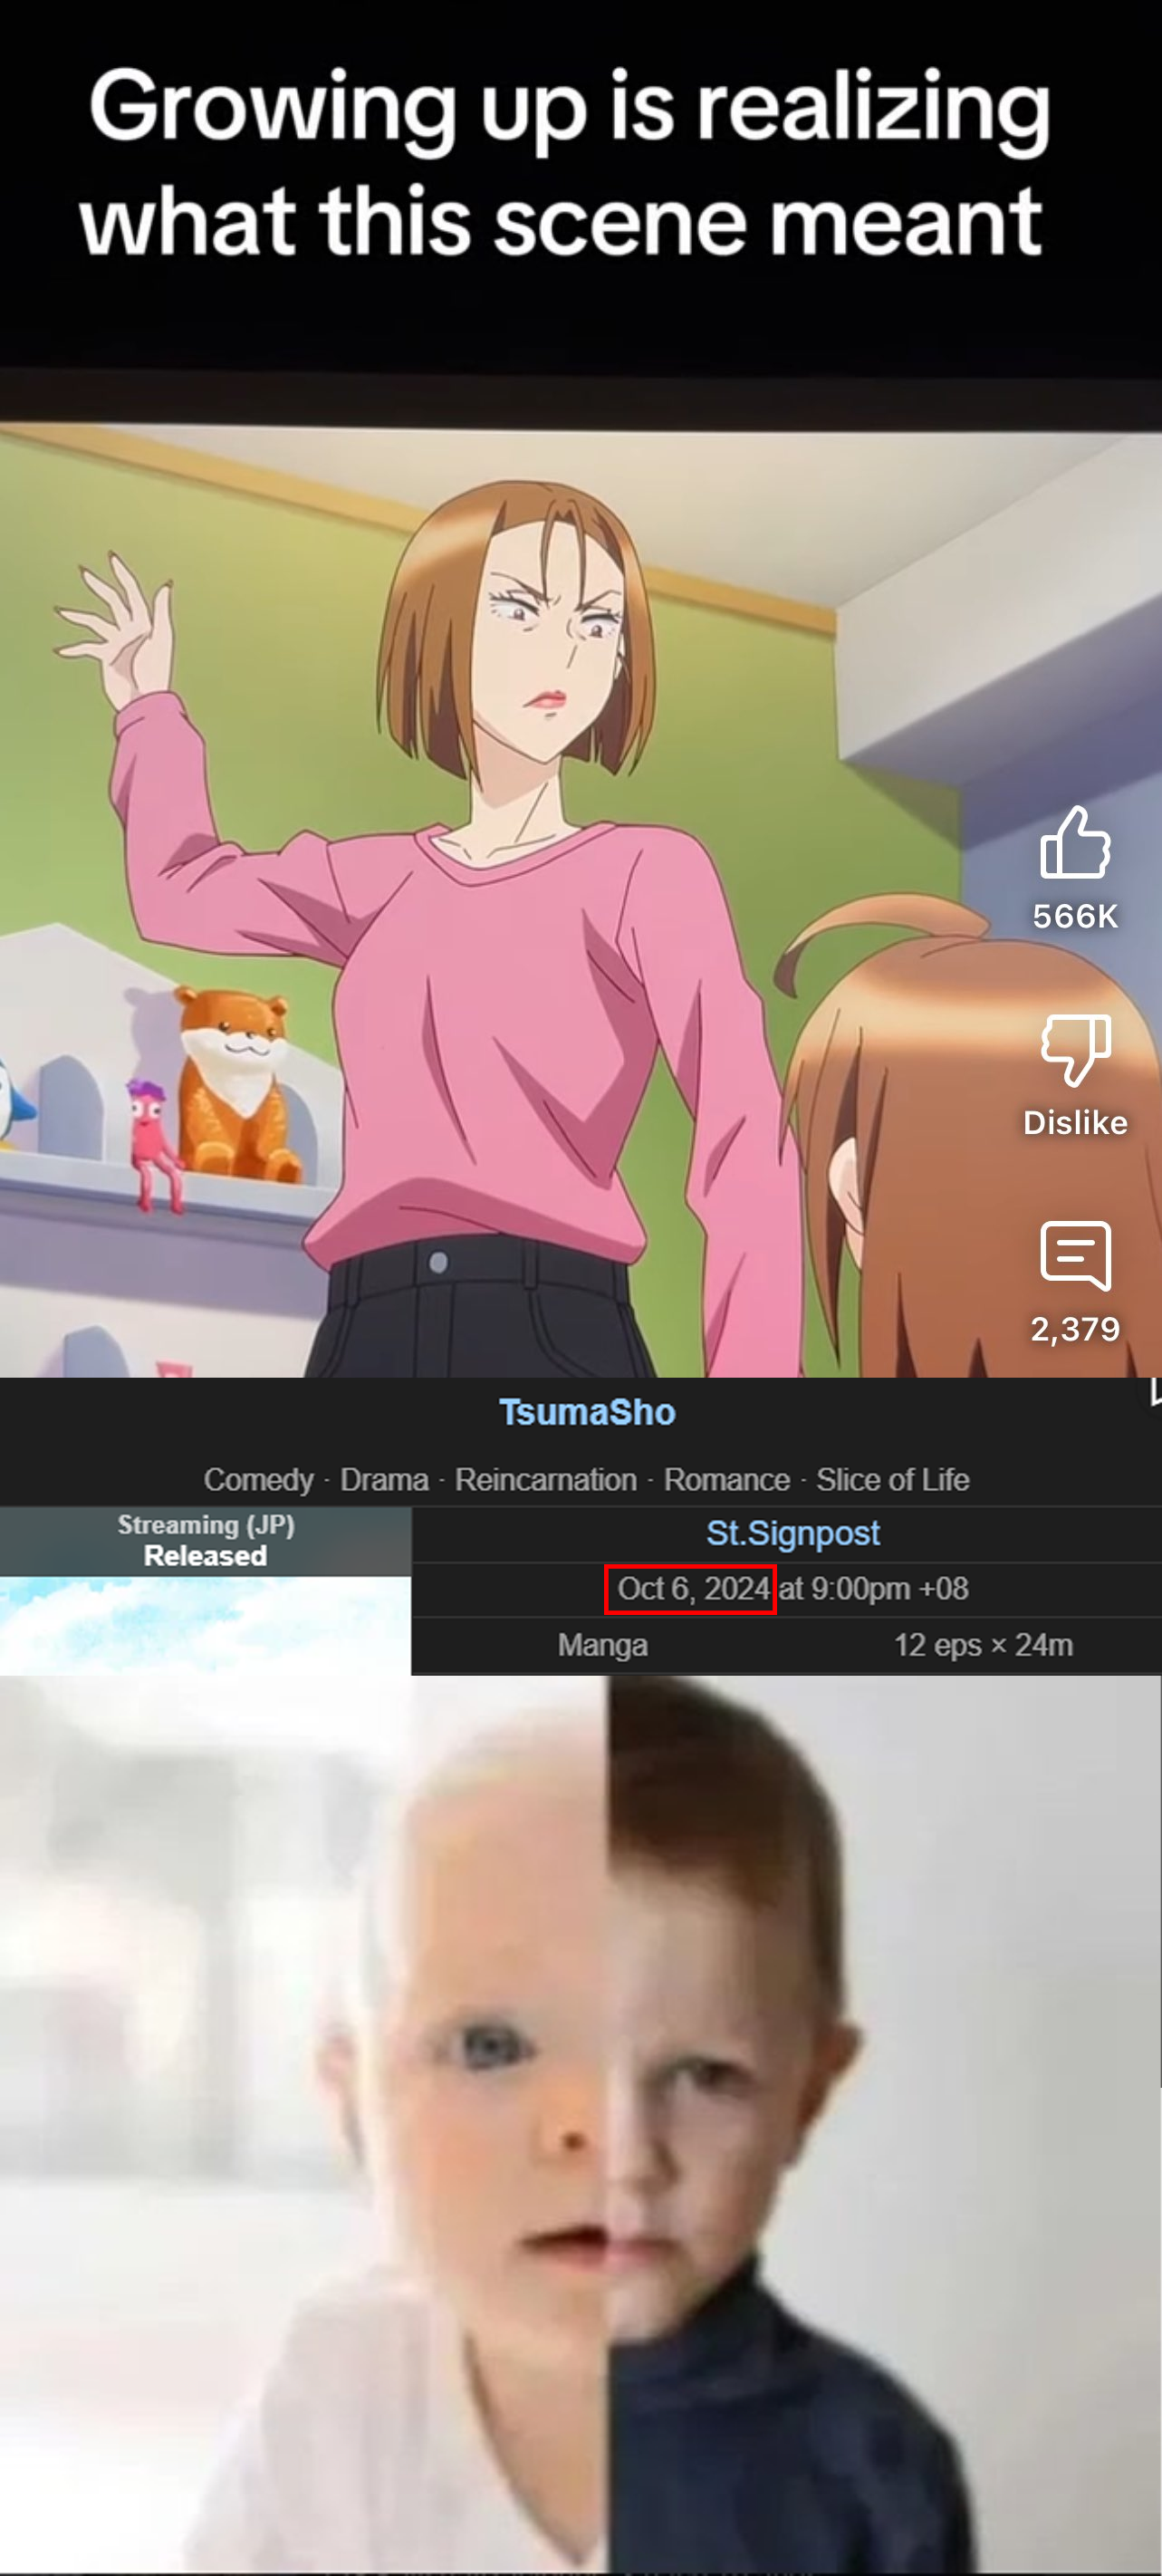 Growing up is realizing
what this scene meant
566K
Dislike
2,379
TsumaSho
Comedy · Drama · Reincarnation · Romance · Slice of Life
Streaming (JP)
Released
St.Signpost
Oct 6, 2024 at 9:00pm +08
Manga
12 eps × 24m